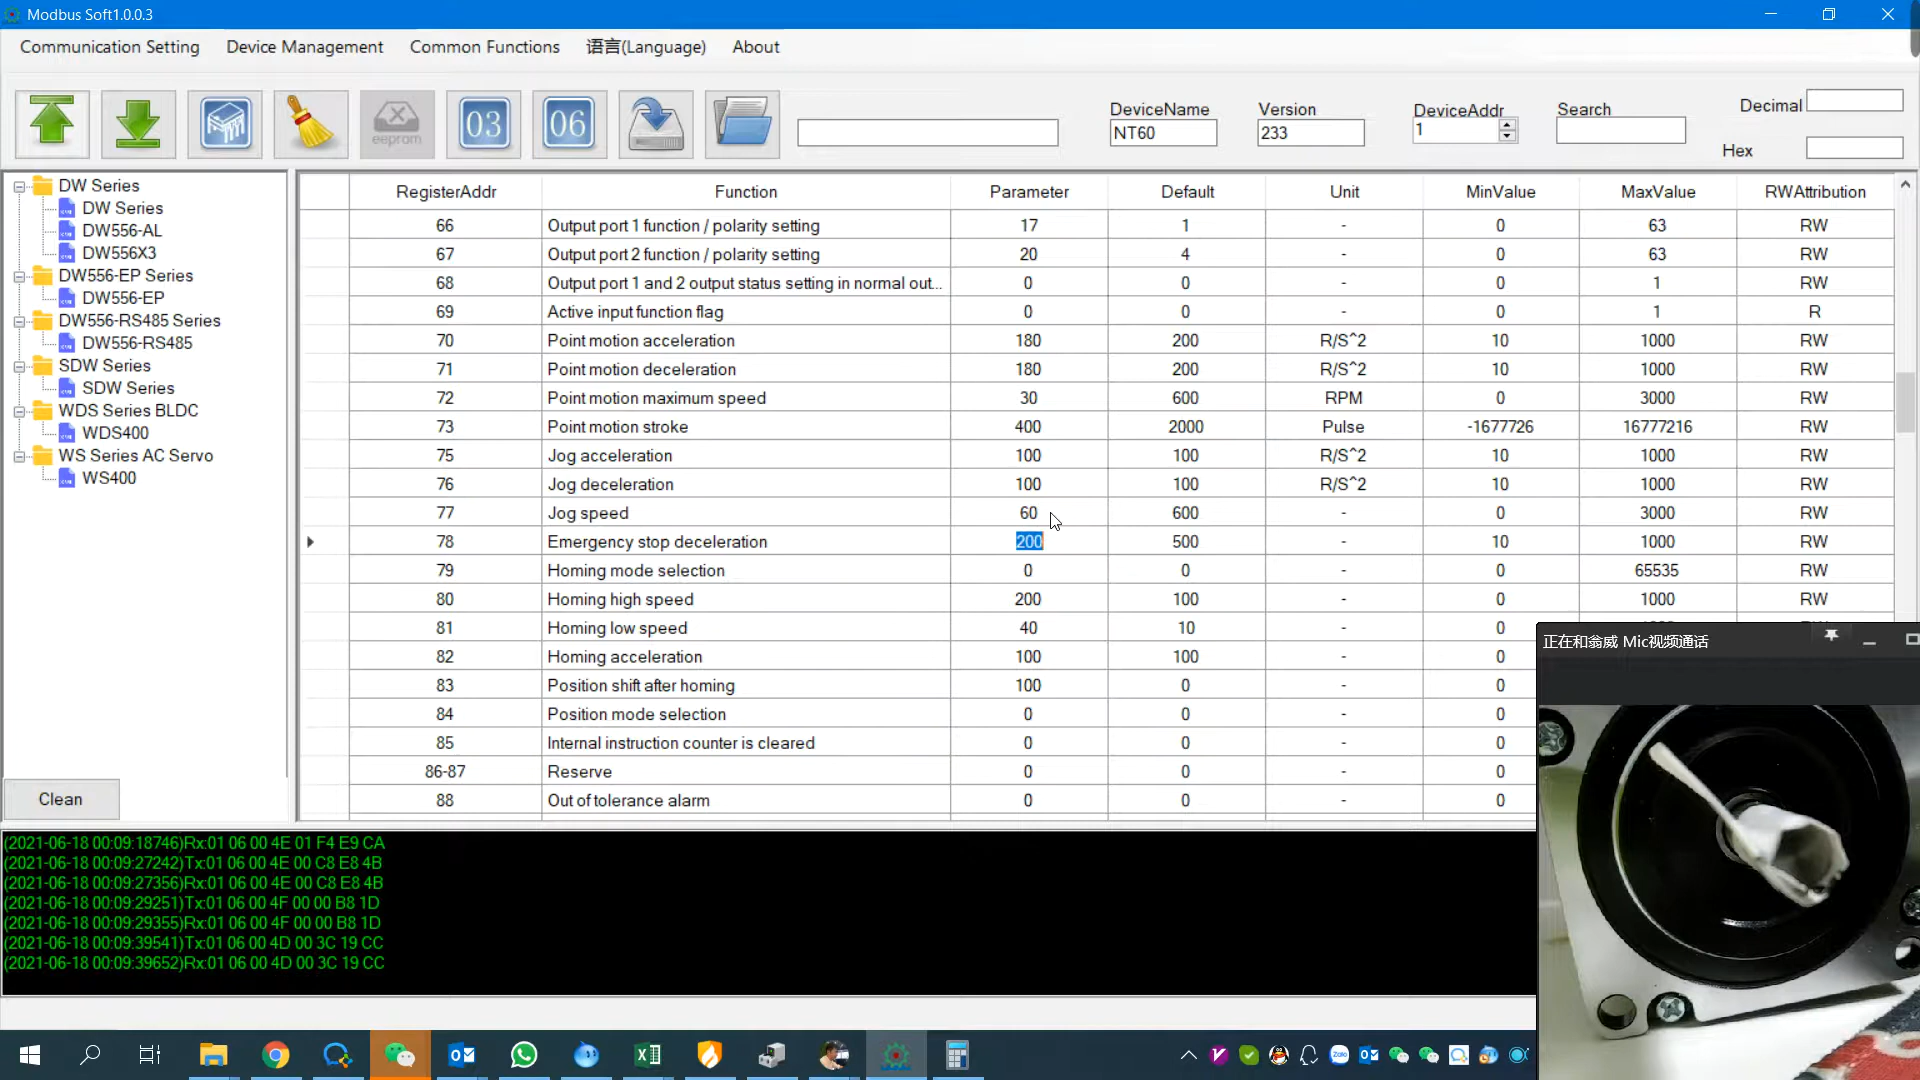 Modbus Soft1.0.0.3
Communication Setting Device Management Common Functions 语言(Language) About
eeprom 03 06
DeviceName Version DeviceAddr Search Decimal
NT60 233 1
Hex
DW Series
DW Series
DW556-AL
DW556X3
DW556-EP Series
DW556-EP
DW556-RS485 Series
DW556-RS485
SDW Series
SDW Series
WDS Series BLDC
WDS400
WS Series AC Servo
WS400
Clean
RegisterAddr Function Parameter Default Unit MinValue MaxValue RWAttribution
66 Output port 1 function / polarity setting 17 1 - 0 63 RW
67 Output port 2 function / polarity setting 20 4 - 0 63 RW
68 Output port 1 and 2 output status setting in normal out... 0 0 - 0 1 RW
69 Active input function flag 0 0 - 0 1 R
70 Point motion acceleration 180 200 R/S^2 10 1000 RW
71 Point motion deceleration 180 200 R/S^2 10 1000 RW
72 Point motion maximum speed 30 600 RPM 0 3000 RW
73 Point motion stroke 400 2000 Pulse -1677726 16777216 RW
75 Jog acceleration 100 100 R/S^2 10 1000 RW
76 Jog deceleration 100 100 R/S^2 10 1000 RW
77 Jog speed 60 600 - 0 3000 RW
78 Emergency stop deceleration 200 500 - 10 1000 RW
79 Homing mode selection 0 0 - 0 65535 RW
80 Homing high speed 200 100 - 0 1000 RW
81 Homing low speed 40 10 - 0
82 Homing acceleration 100 100 - 0
83 Position shift after homing 100 0 - 0
84 Position mode selection 0 0 - 0
85 Internal instruction counter is cleared 0 0 - 0
86-87 Reserve 0 0 - 0
88 Out of tolerance alarm 0 0 - 0
正在和翁威 Mic视频通话
(2021-06-18 00:09:18746)Rx:01 06 00 4E 01 F4 E9 CA
(2021-06-18 00:09:27242)Tx:01 06 00 4E 00 C8 E8 4B
(2021-06-18 00:09:27356)Rx:01 06 00 4E 00 C8 E8 4B
(2021-06-18 00:09:29251)Tx:01 06 00 4F 00 00 B8 1D
(2021-06-18 00:09:29355)Rx:01 06 00 4F 00 00 B8 1D
(2021-06-18 00:09:39541)Tx:01 06 00 4D 00 3C 19 CC
(2021-06-18 00:09:39652)Rx:01 06 00 4D 00 3C 19 CC